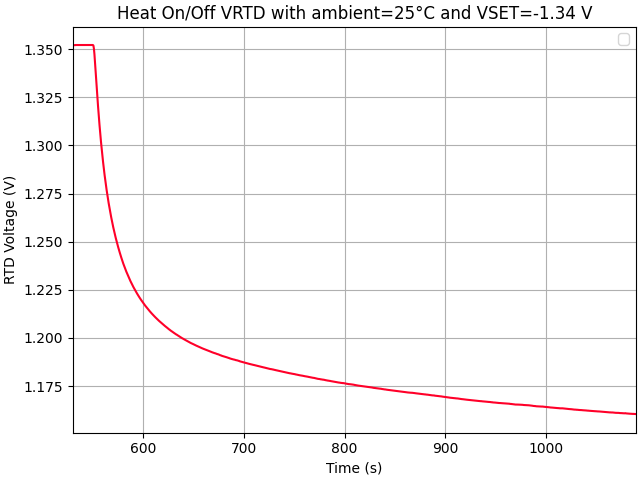 Heat On/Off VRTD with ambient=25°C and VSET=-1.34 V
RTD Voltage (V)
1.350
1.325
1.300
1.275
1.250
1.225
1.200
1.175
600 700 800 900 1000
Time (s)